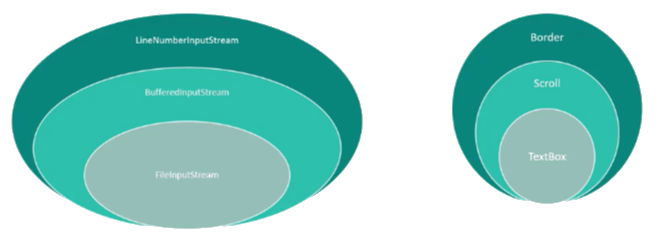 LineNumberInputStream
BufferedInputStream
FileInputStream
Border
Scroll
TextBox